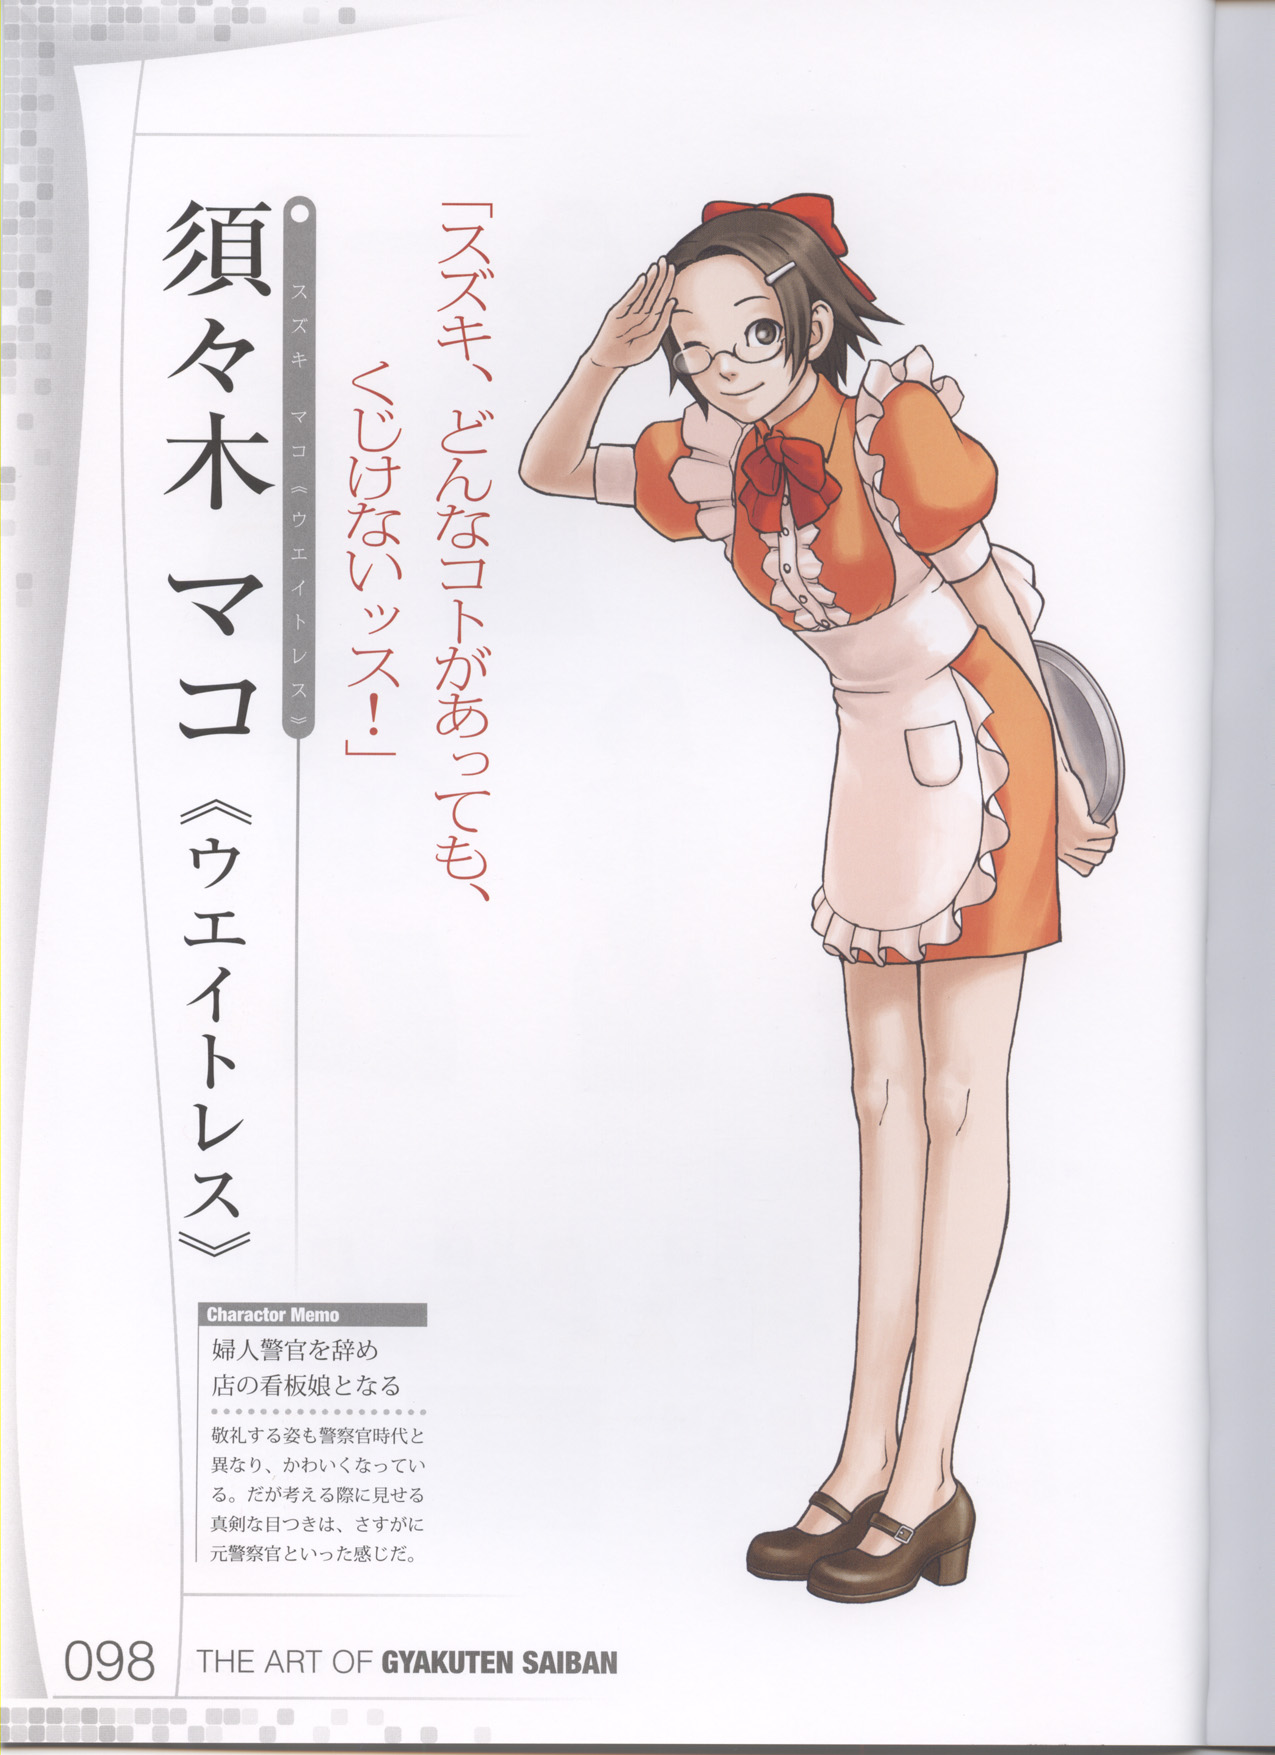 「スズキ、どんなコトがあっても、
くじけないッス！」
スズキ マコ《ウエイトレス》
須々木 マコ《ウエイトレス》
Charactor Memo
婦人警官を辞め
店の看板娘となる
敬礼する姿も警察官時代と
異なり、かわいくなってい
る。だが考える際に見せる
真剣な目つきは、さすがに
元警察官といった感じだ。
098 THE ART OF GYAKUTEN SAIBAN